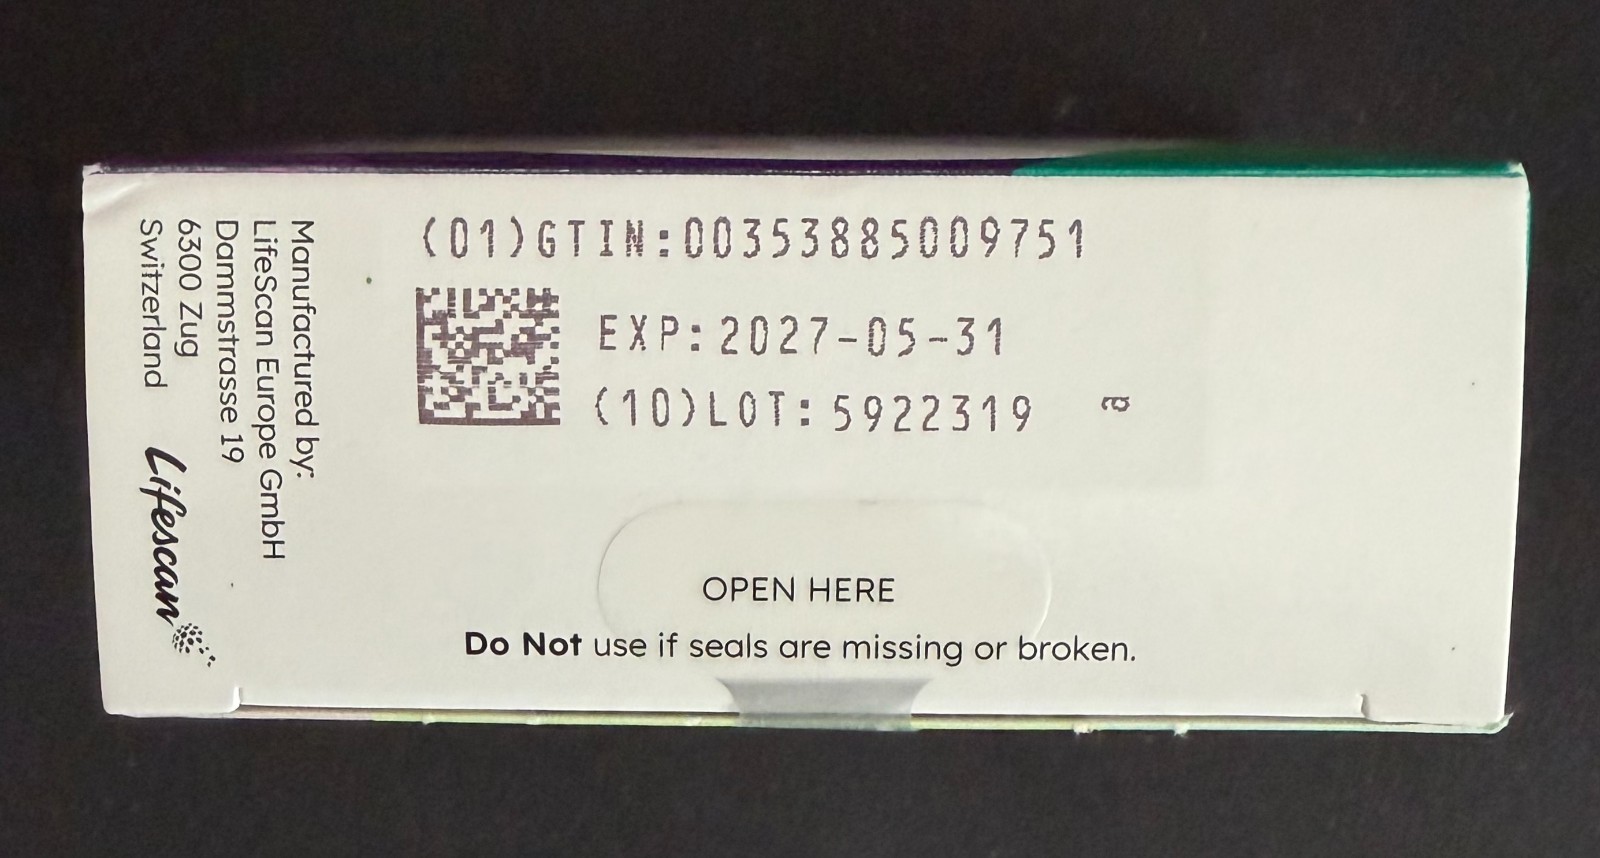 (01)GTIN:00353885009751
EXP:2027-05-31
(10)LOT:5922319
Manufactured by:
LifeScan Europe GmbH
Dammstrasse 19
6300 Zug
Switzerland
Lifescan
OPEN HERE
Do Not use if seals are missing or broken.